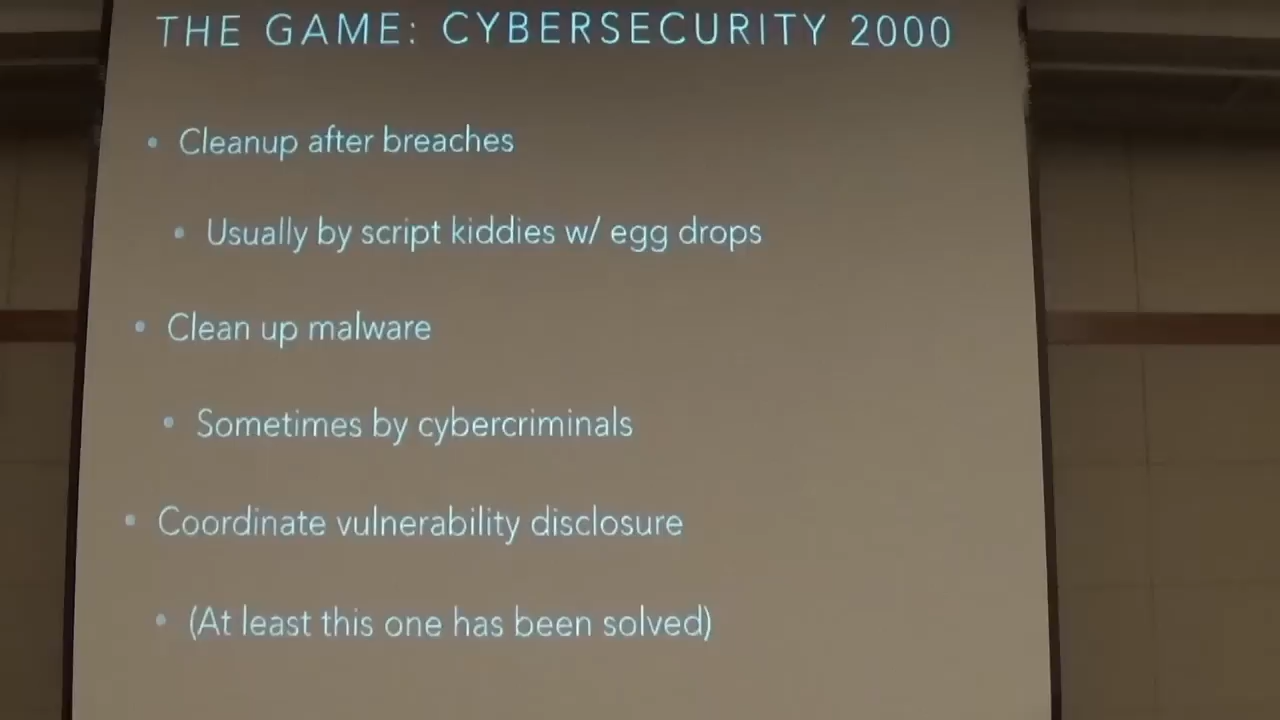 THE GAME: CYBERSECURITY 2000
• Cleanup after breaches
• Usually by script kiddies w/ egg drops
• Clean up malware
• Sometimes by cybercriminals
• Coordinate vulnerability disclosure
• (At least this one has been solved)